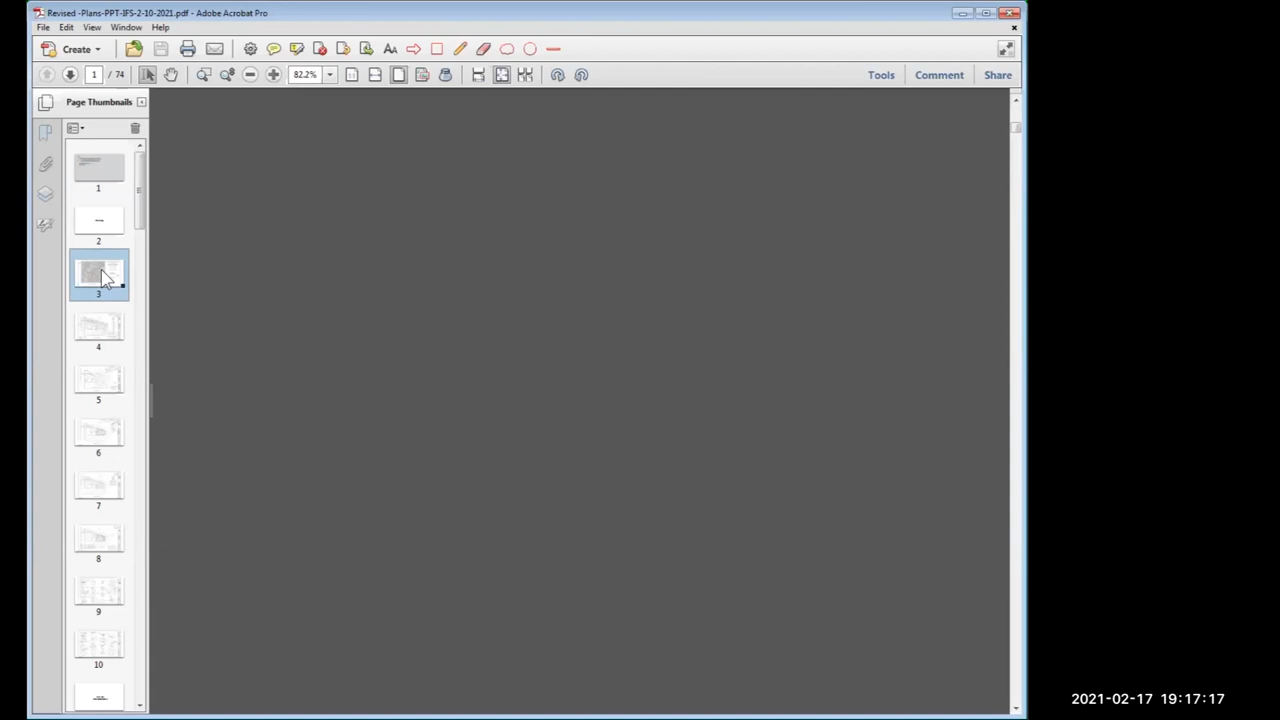 Revised -Plans-PPT-IFS-2-10-2021.pdf - Adobe Acrobat Pro
File Edit View Window Help
Create
1 / 74 82.2% Tools Comment Share
Page Thumbnails
1
2
3
4
5
6
7
8
9
10
2021-02-17 19:17:17